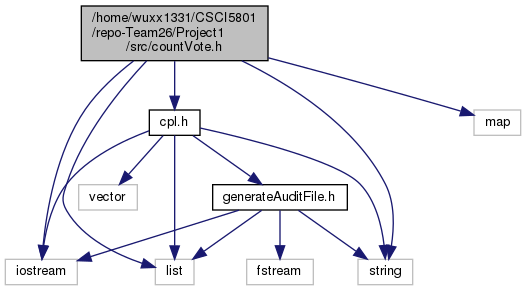 /home/wuxx1331/CSCI5801
/repo-Team26/Project1
/src/countVote.h
cpl.h
map
vector
generateAuditFile.h
iostream
list
fstream
string